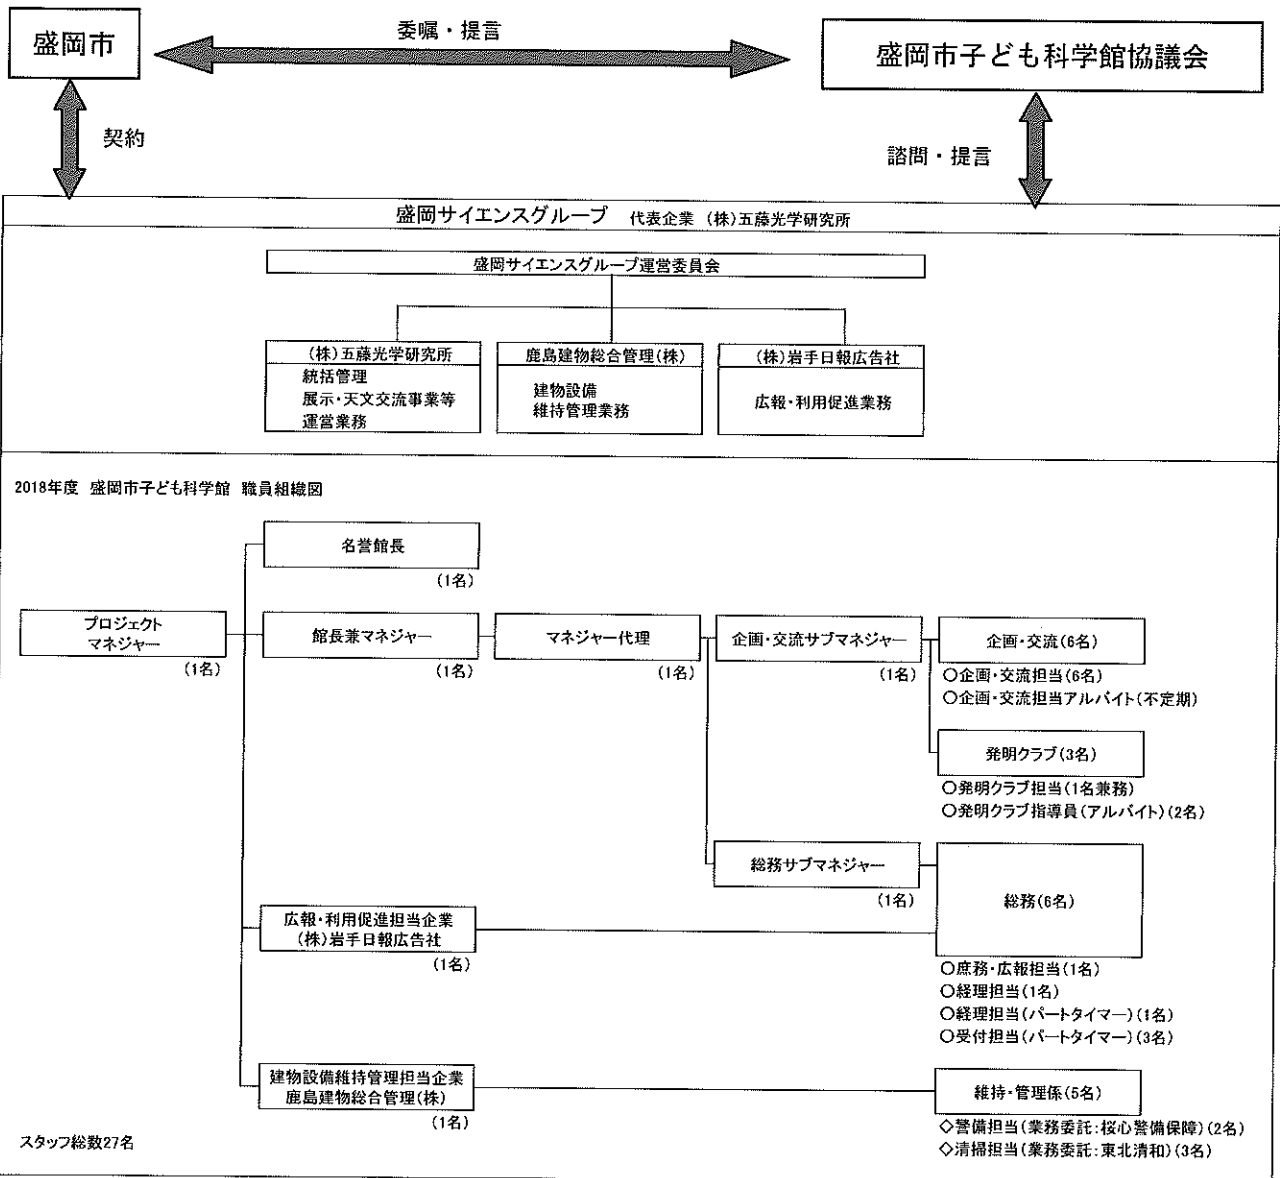 盛岡市
委嘱・提言
盛岡市子ども科学館協議会
契約
諮問・提言
盛岡サイエンスグループ 代表企業 (株)五藤光学研究所
盛岡サイエンスグループ運営委員会
(株)五藤光学研究所
統括管理
展示・天文交流事業等
運営業務
鹿島建物総合管理(株)
建物設備
維持管理業務
(株)岩手日報広告社
広報・利用促進業務
2018年度 盛岡市子ども科学館 職員組織図
名誉館長
(1名)
プロジェクト
マネジャー
(1名)
館長兼マネジャー
(1名)
マネジャー代理
(1名)
企画・交流サブマネジャー
(1名)
企画・交流(6名)
○企画・交流担当(6名)
○企画・交流担当アルバイト(不定期)
発明クラブ(3名)
○発明クラブ担当(1名兼務)
○発明クラブ指導員(アルバイト)(2名)
総務サブマネジャー
(1名)
総務(6名)
広報・利用促進担当企業
(株)岩手日報広告社
(1名)
○庶務・広報担当(1名)
○経理担当(1名)
○経理担当(パートタイマー)(1名)
○受付担当(パートタイマー)(3名)
建物設備維持管理担当企業
鹿島建物総合管理(株)
(1名)
維持・管理係(5名)
◇警備担当(業務委託:桜心警備保障)(2名)
◇清掃担当(業務委託:東北清和)(3名)
スタッフ総数27名